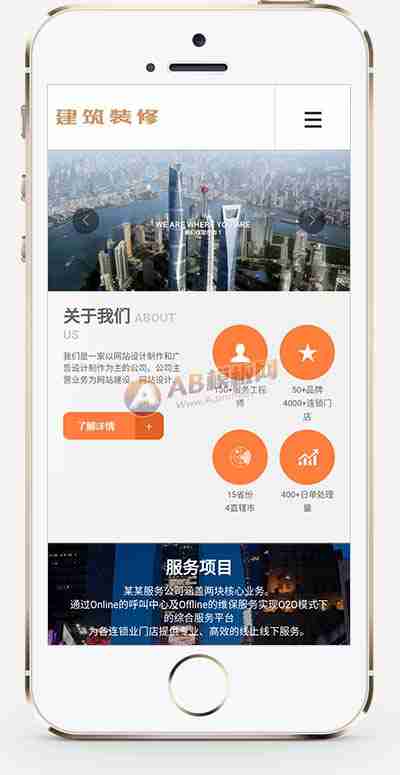 建筑装修
WE ARE WHERE YOU ARE
关于我们 ABOUT
US
我们是一家以网站设计制作和广
告设计制作为主的公司。公司主
营业务为网站建设、网站设计、
了解详情 +
150+服务工程
师
50+品牌
4000+连锁门
店
15省份
4直辖市
400+日单处理
量
AB模板网
服务项目
某某服务公司涵盖两块核心业务。
通过Online的呼叫中心及Offline的维保服务实现O2O模式下
的综合服务平台
为各连锁业门店提供专业、高效的线上线下服务。